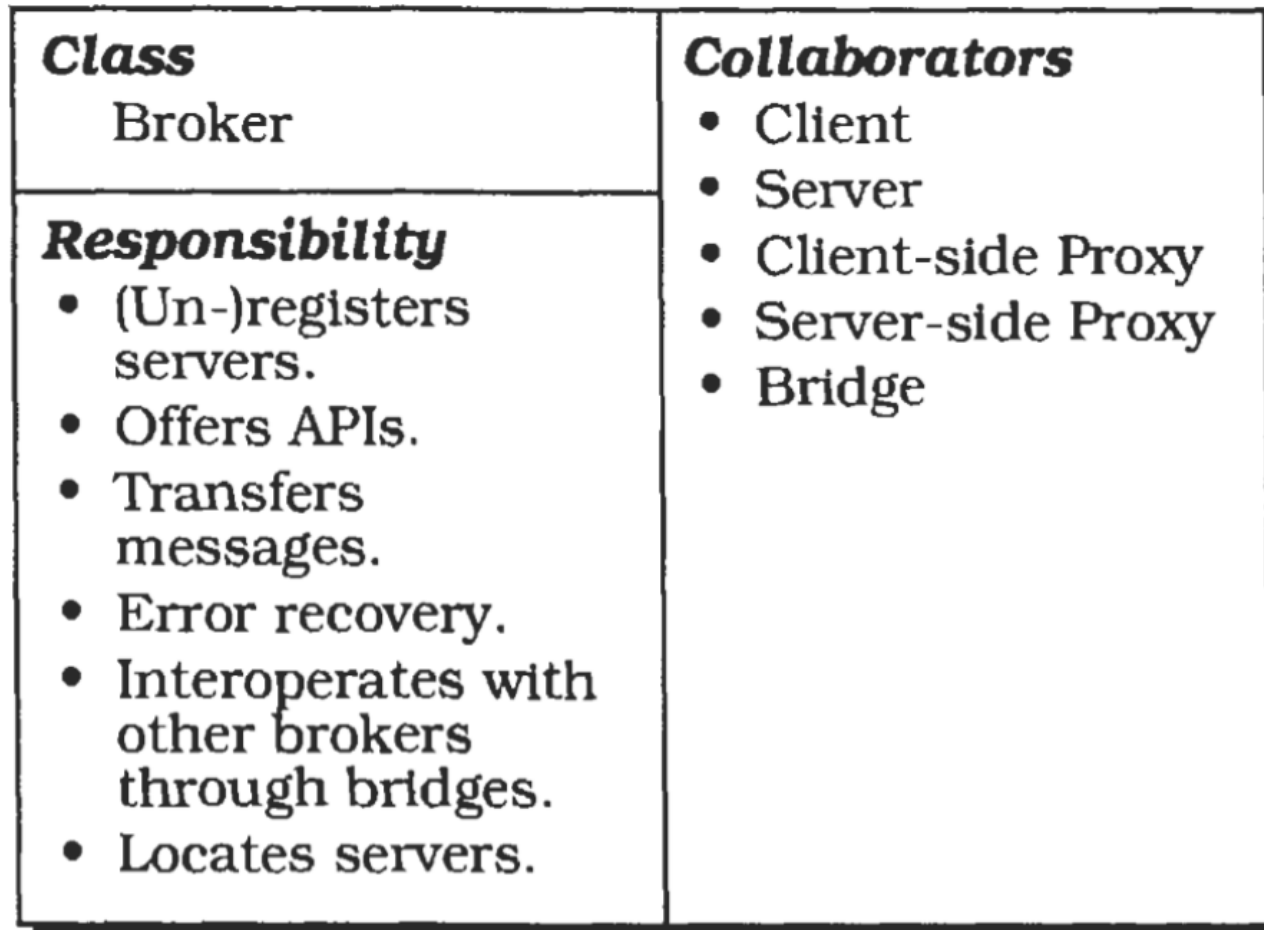 Class
Broker
Responsibility
• (Un-)registers
servers.
• Offers APIs.
• Transfers
messages.
• Error recovery.
• Interoperates with
other brokers
through bridges.
• Locates servers.
Collaborators
• Client
• Server
• Client-side Proxy
• Server-side Proxy
• Bridge